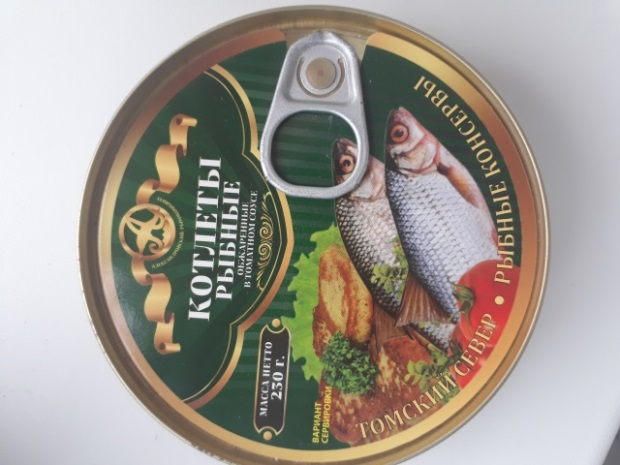 КОТЛЕТЫ
РЫБНЫЕ
ОБЖАРЕННЫЕ
В ТОМАТНОМ СОУСЕ
МАССА НЕТТО
230 г.
ВАРИАНТ
СЕРВИРОВКИ
ТОМСКИЙ СЕВЕР • РЫБНЫЕ КОНСЕРВЫ